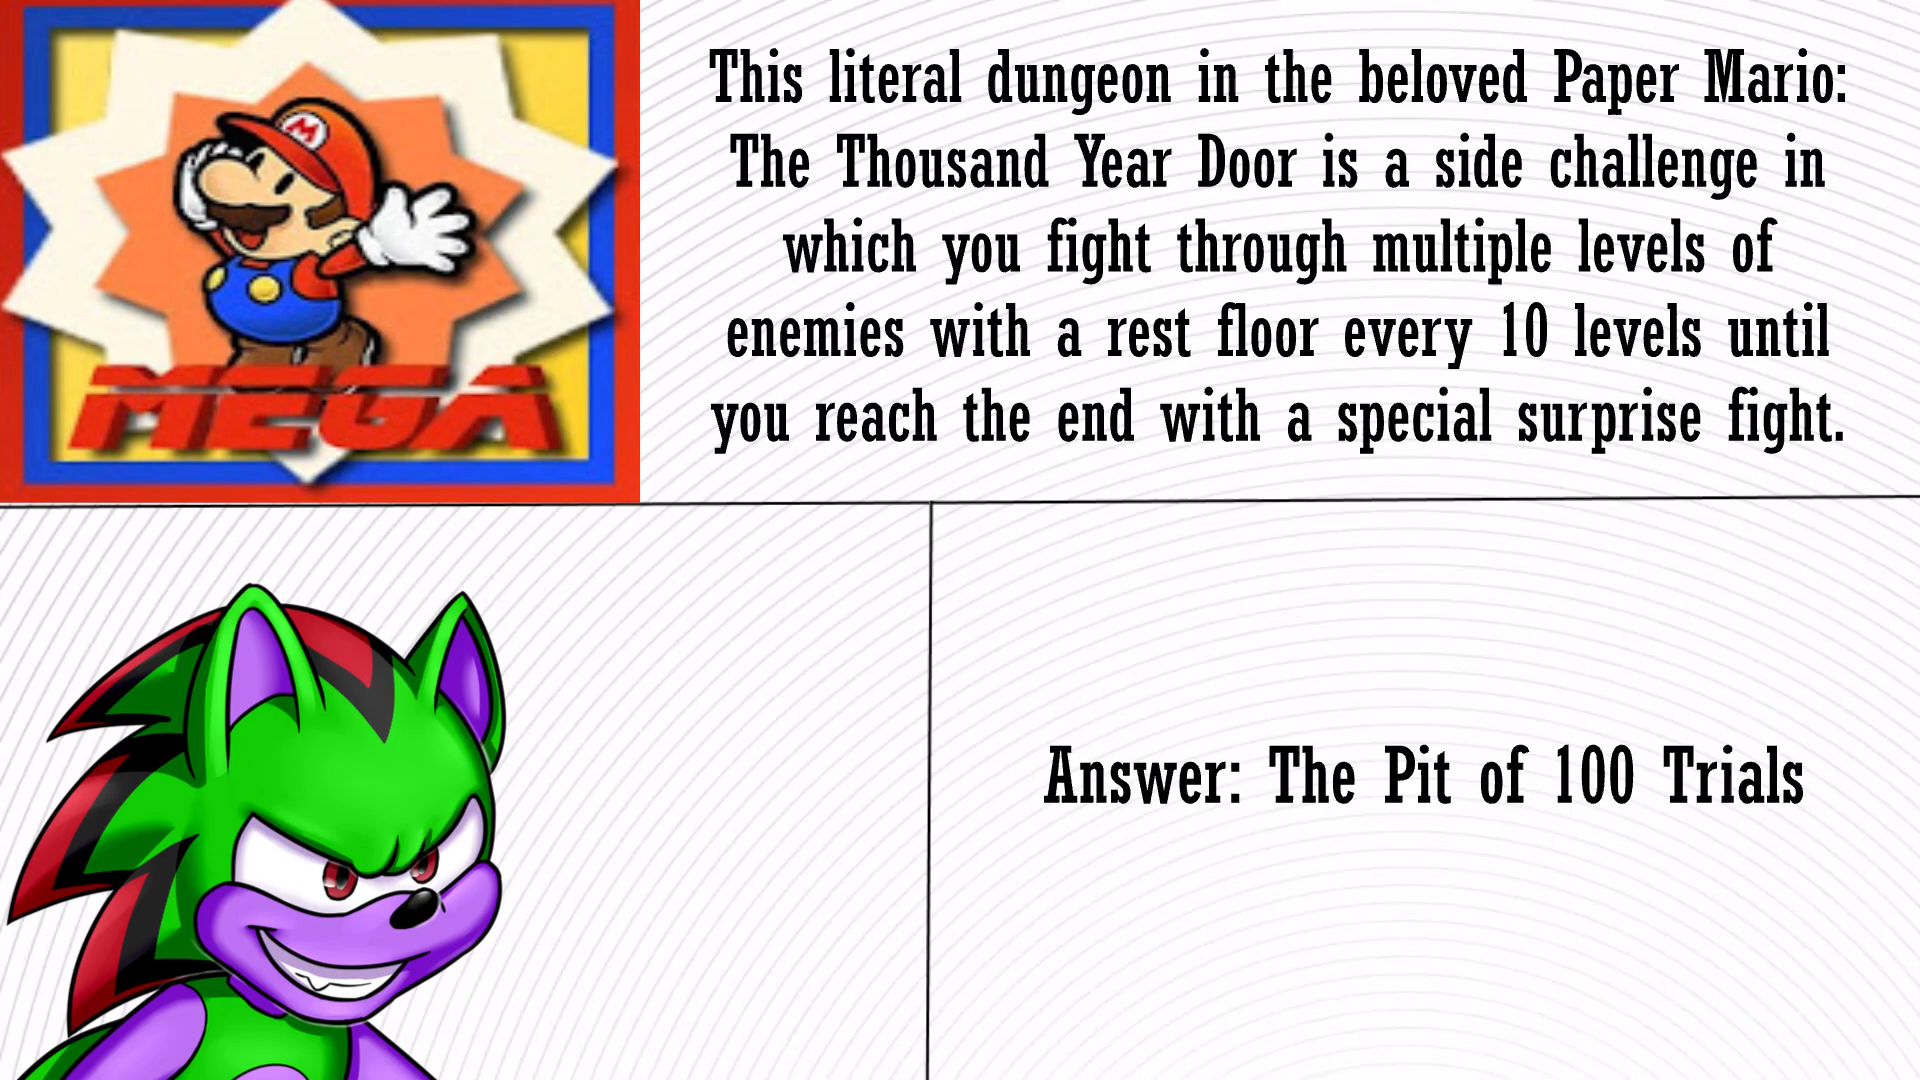 This literal dungeon in the beloved Paper Mario:
The Thousand Year Door is a side challenge in
which you fight through multiple levels of
enemies with a rest floor every 10 levels until
you reach the end with a special surprise fight.
M
MEGA
Answer: The Pit of 100 Trials